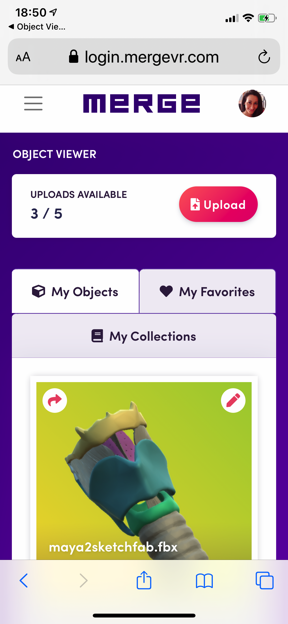 18:50
Object Vie...
AA login.mergevr.com
MERGE
OBJECT VIEWER
UPLOADS AVAILABLE
3 / 5
Upload
My Objects
My Favorites
My Collections
maya2sketchfab.fbx